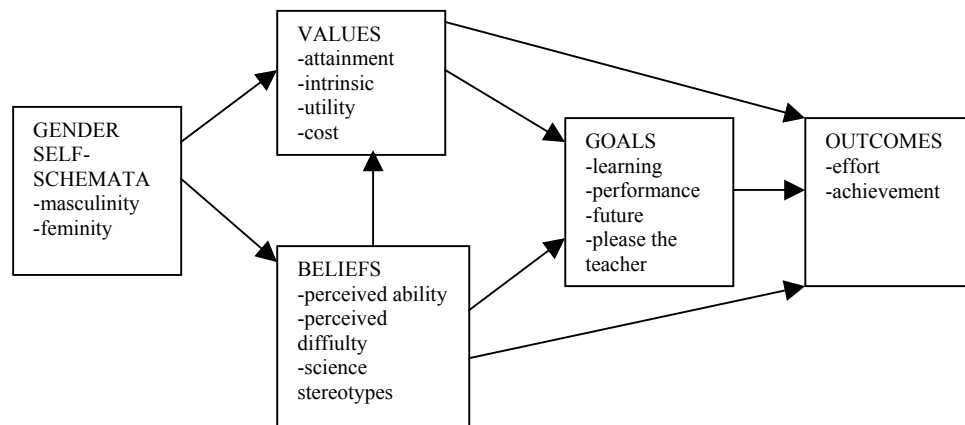 GENDER
SELF-
SCHEMATA
-masculinity
-feminity
VALUES
-attainment
-intrinsic
-utility
-cost
BELIEFS
-perceived ability
-perceived
diffiulty
-science
stereotypes
GOALS
-learning
-performance
-future
-please the
teacher
OUTCOMES
-effort
-achievement